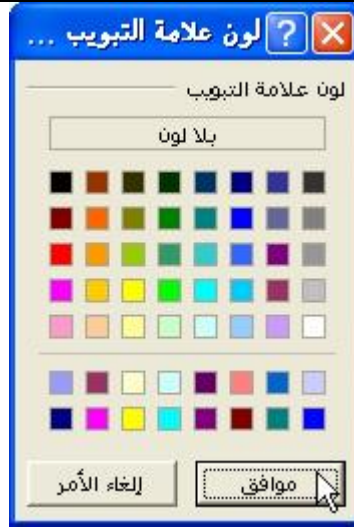 لون علامة التبويب ...
لون علامة التبويب
بلا لون
موافق
إلغاء الأمر